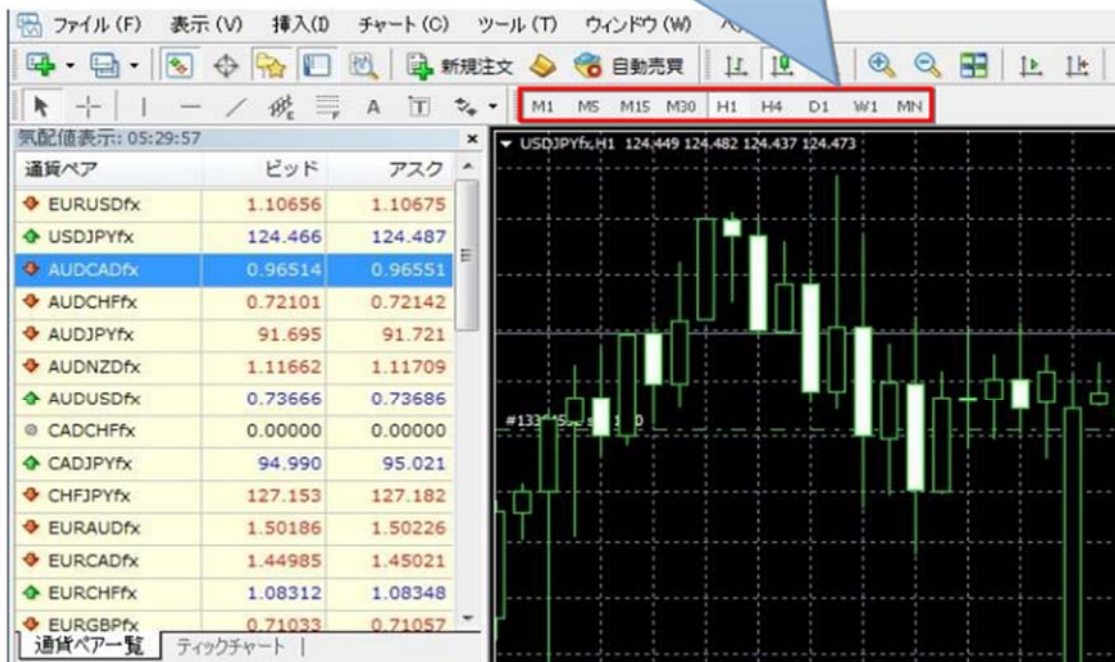 ファイル (F) 表示 (V) 挿入(I) チャート (C) ツール (T) ウィンドウ (W)
新規注文 自動売買
A T M1 M5 M15 M30 H1 H4 D1 W1 MN
気配値表示: 05:29:57
通貨ペア ビッド アスク
EURUSDfx 1.10656 1.10675
USDJPYfx 124.466 124.487
AUDCADfx 0.96514 0.96551
AUDCHFfx 0.72101 0.72142
AUDJPYfx 91.695 91.721
AUDNZDfx 1.11662 1.11709
AUDUSDfx 0.73666 0.73686
CADCHFfx 0.00000 0.00000
CADJPYfx 94.990 95.021
CHFJPYfx 127.153 127.182
EURAUDfx 1.50186 1.50226
EURCADfx 1.44985 1.45021
EURCHFfx 1.08312 1.08348
EURGBPfx 0.71033 0.71057
通貨ペア一覧 ティックチャート
USDJPYfx,H1 124.449 124.482 124.437 124.473